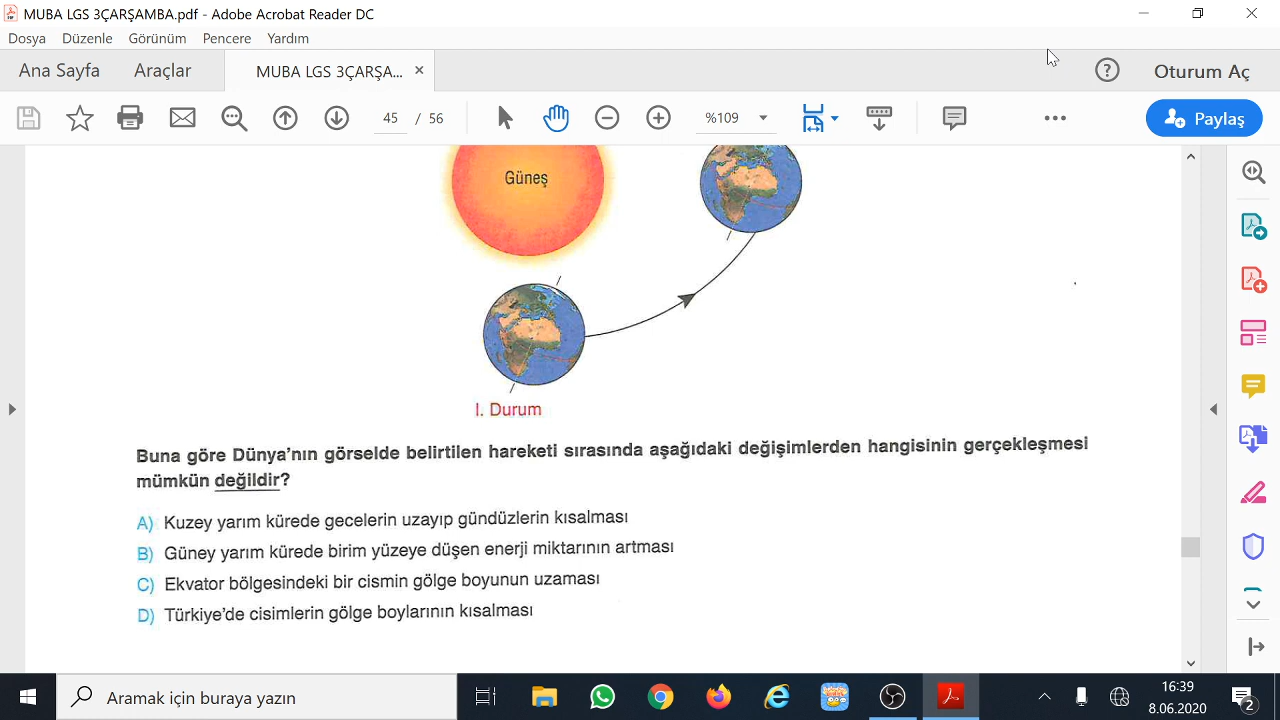 MUBA LGS 3ÇARŞAMBA.pdf - Adobe Acrobat Reader DC
Dosya Düzenle Görünüm Pencere Yardım
Ana Sayfa Araçlar MUBA LGS 3ÇARŞA... × Oturum Aç
45 / 56 %109 Paylaş
Güneş
I. Durum
Buna göre Dünya'nın görselde belirtilen hareketi sırasında aşağıdaki değişimlerden hangisinin gerçekleşmesi
mümkün değildir?
A) Kuzey yarım kürede gecelerin uzayıp gündüzlerin kısalması
B) Güney yarım kürede birim yüzeye düşen enerji miktarının artması
C) Ekvator bölgesindeki bir cismin gölge boyunun uzaması
D) Türkiye'de cisimlerin gölge boylarının kısalması
Aramak için buraya yazın
16:39
8.06.2020
2